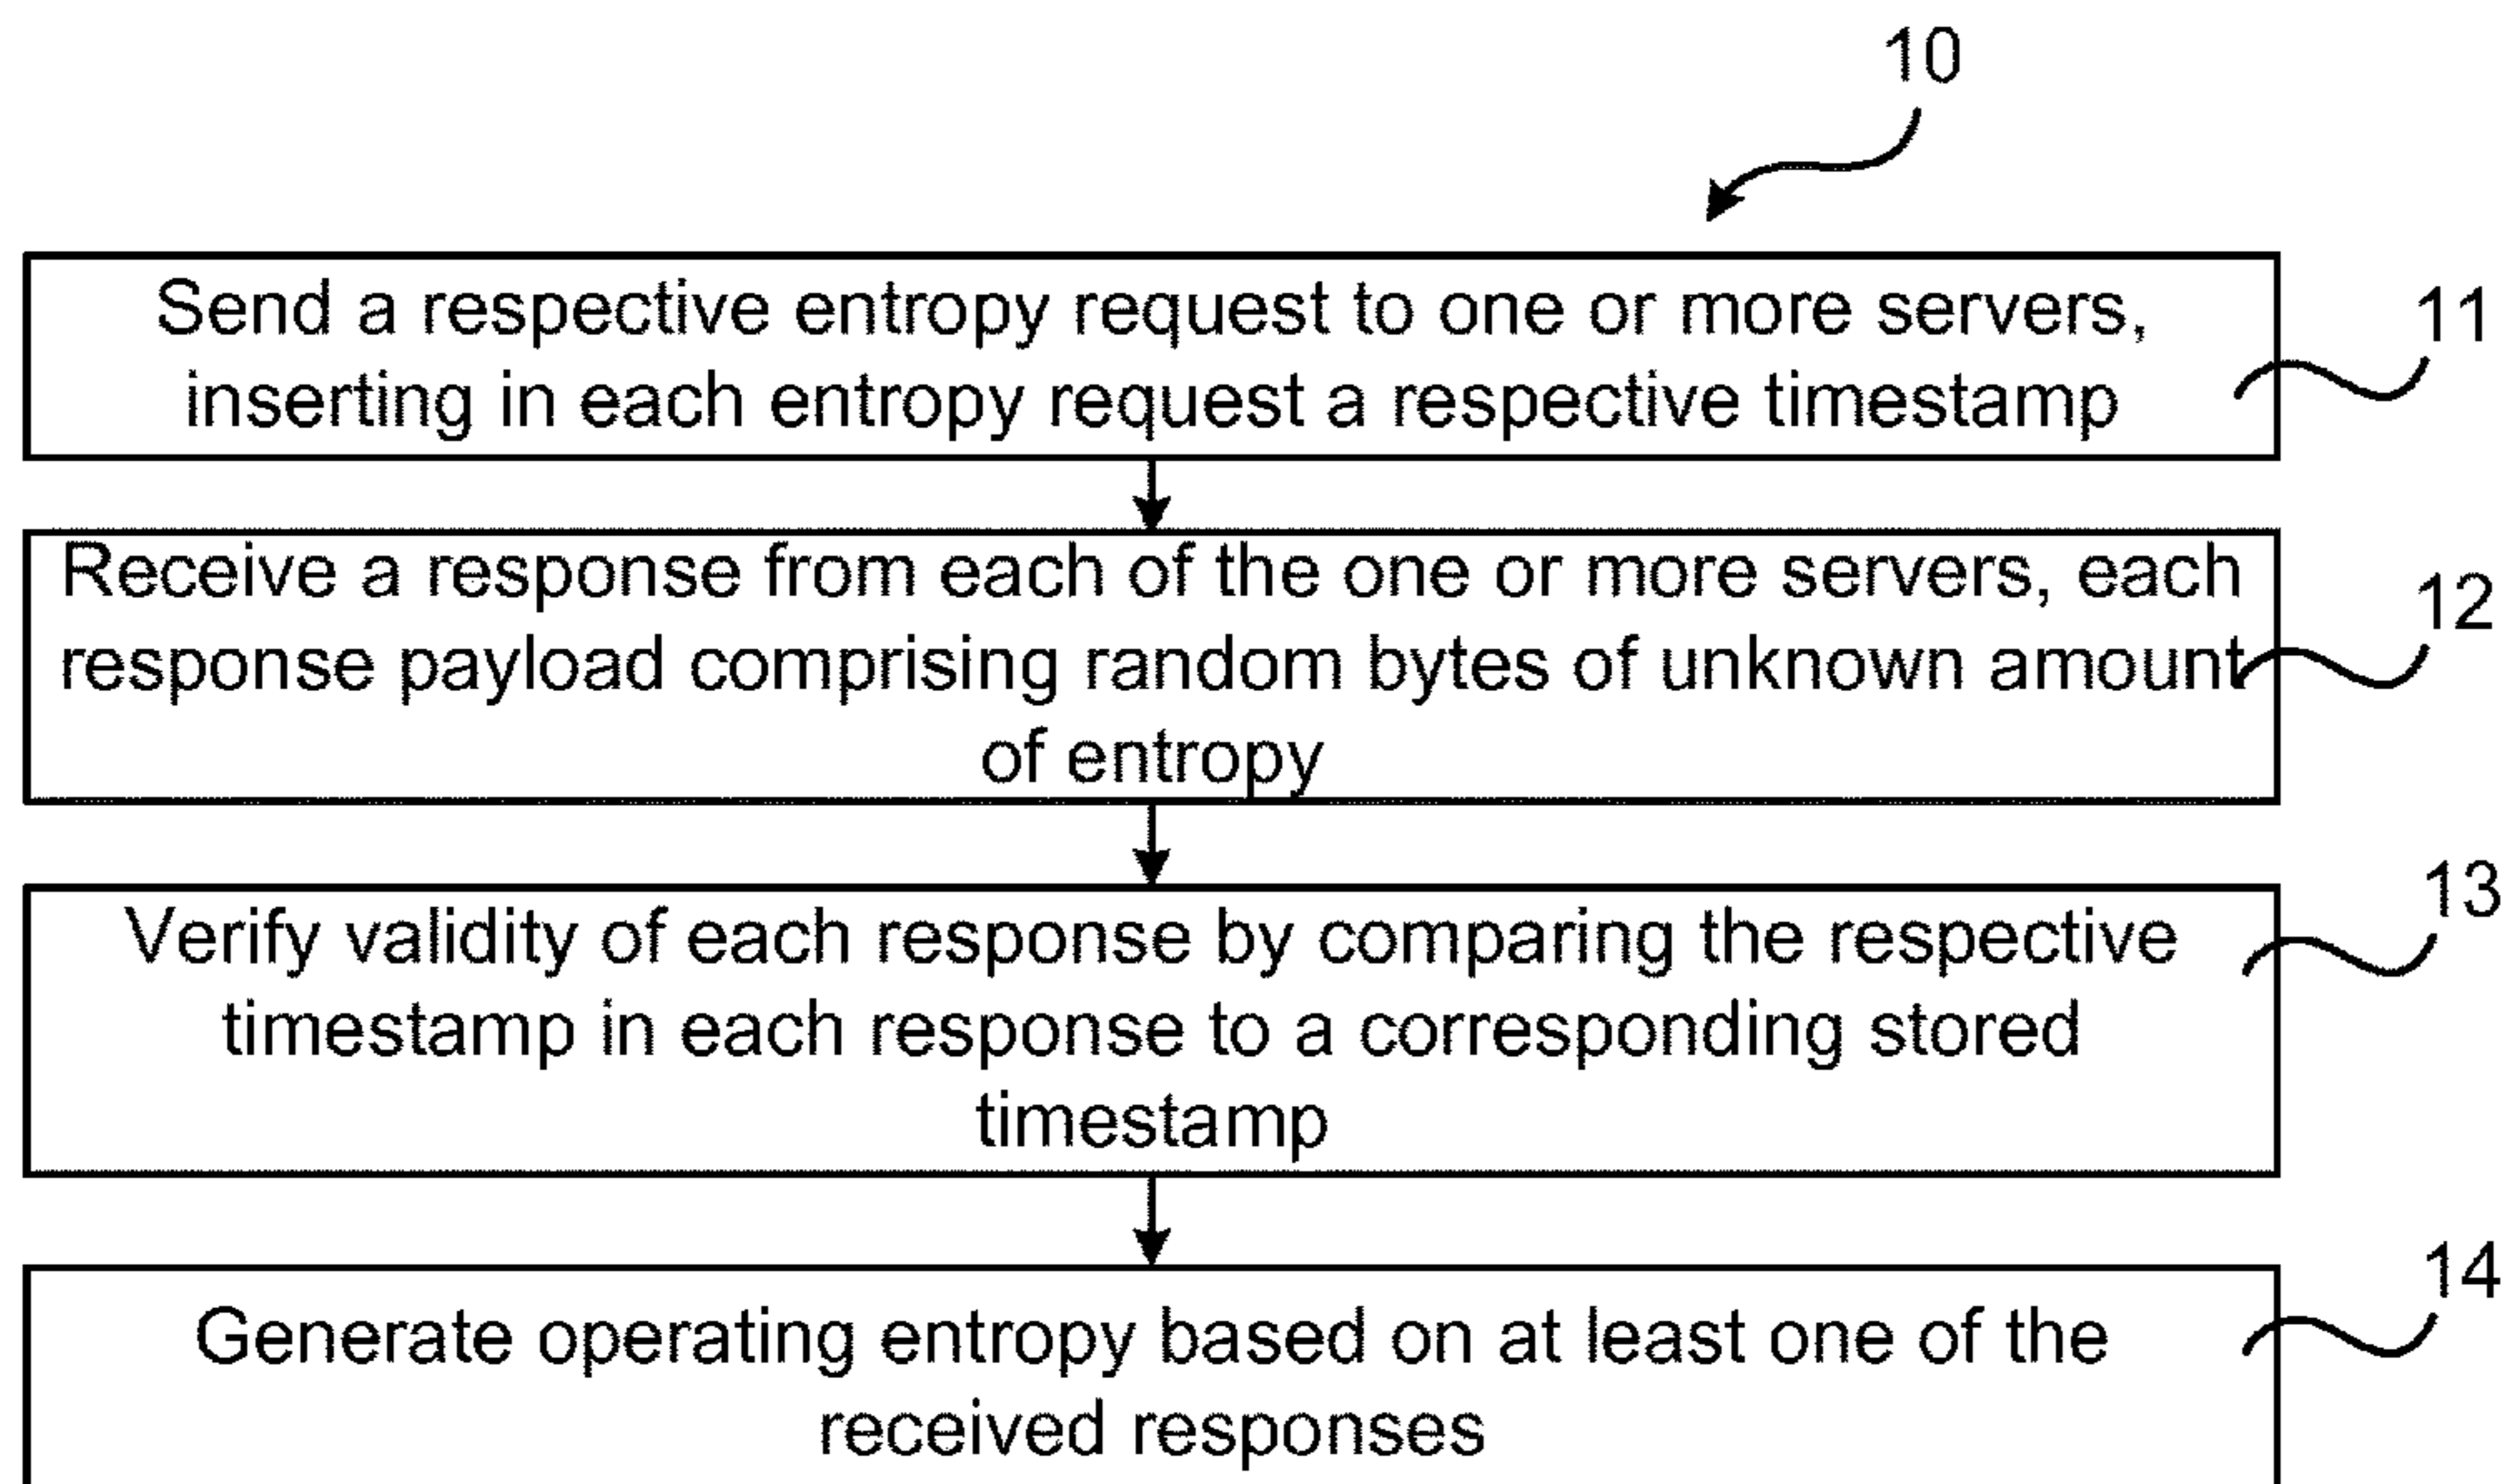 10
Send a respective entropy request to one or more servers,
inserting in each entropy request a respective timestamp
11
Receive a response from each of the one or more servers, each
response payload comprising random bytes of unknown amount
of entropy
12
Verify validity of each response by comparing the respective
timestamp in each response to a corresponding stored
timestamp
13
Generate operating entropy based on at least one of the
received responses
14